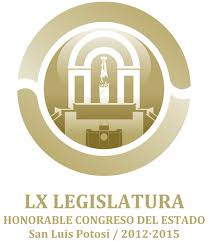 LX LEGISLATURA
HONORABLE CONGRESO DEL ESTADO
San Luis Potosí / 2012·2015